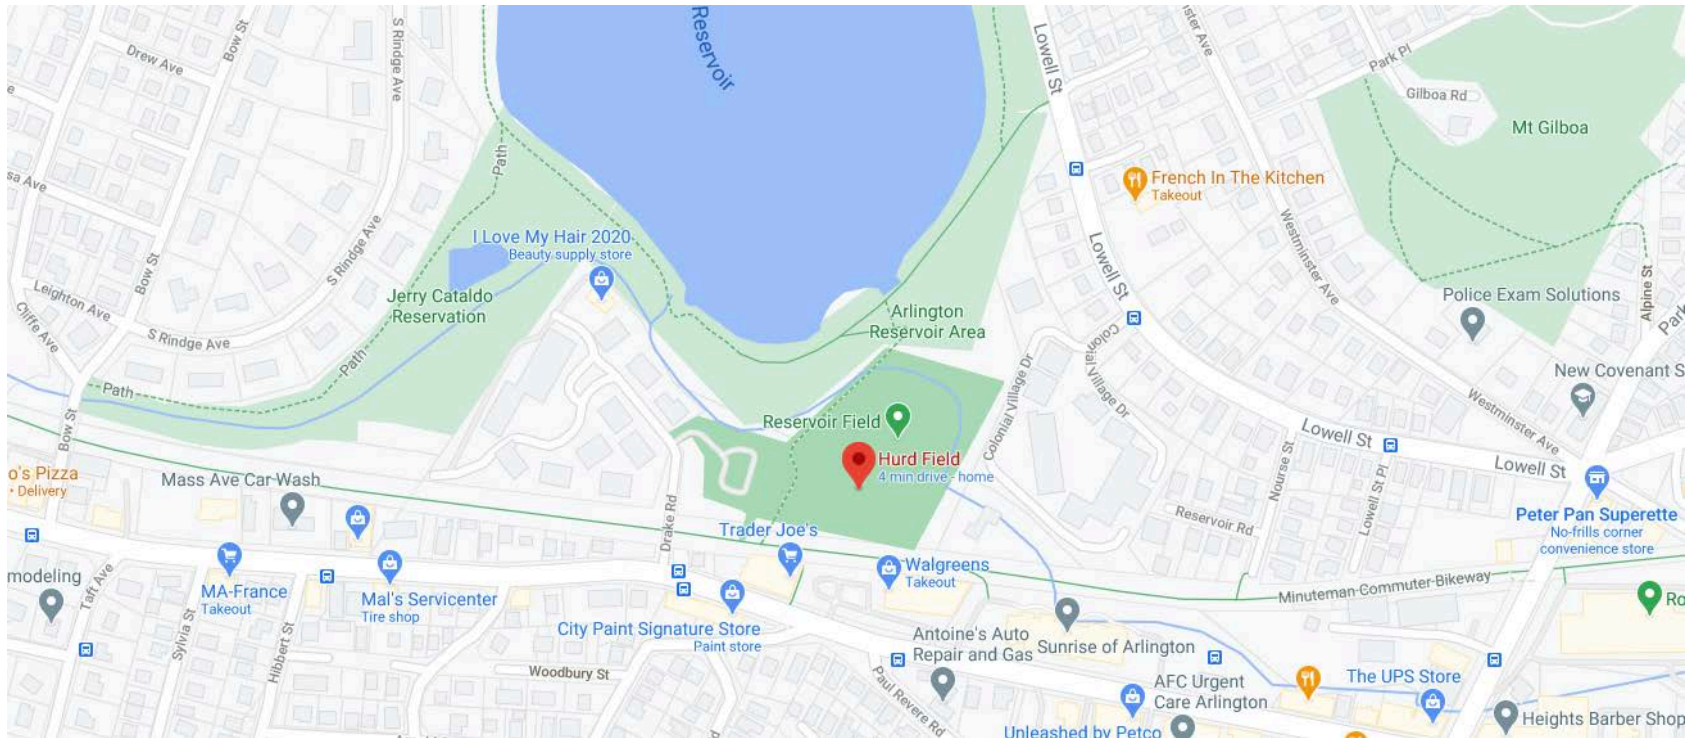 Reservoir
Drew Ave
Bow St
S Rindge Ave
Lowell St
Park Pl
Gilboa Rd
Mt Gilboa
Path
French In The Kitchen
Takeout
I Love My Hair 2020
Beauty supply store
S Rindge Ave
Westminster Ave
Lowell St
Bow St
Leighton Ave
Cliffe Ave
Jerry Cataldo
Reservation
Arlington
Reservoir Area
Police Exam Solutions
Alpine St
S Rindge Ave
Path
Path
Colonial Village Dr
Colonial Village Dr
New Covenant S
Westminster Ave
Bow St
Reservoir Field
Hurd Field
4 min drive - home
Lowell St
Lowell St
Nourse St
Lowell St Pl
o's Pizza
• Delivery
Mass Ave Car Wash
Drake Rd
Reservoir Rd
Peter Pan Superette
No-frills corner
convenience store
Trader Joe's
Walgreens
Takeout
Minuteman Commuter Bikeway
modeling
Taft Ave
MA-France
Takeout
Mal's Servicenter
Tire shop
Sylvia St
Hibbert St
City Paint Signature Store
Paint store
Woodbury St
Antoine's Auto
Repair and Gas
Sunrise of Arlington
Paul Revere Rd
AFC Urgent
Care Arlington
The UPS Store
Unleashed by Petco
Heights Barber Shop
Ro